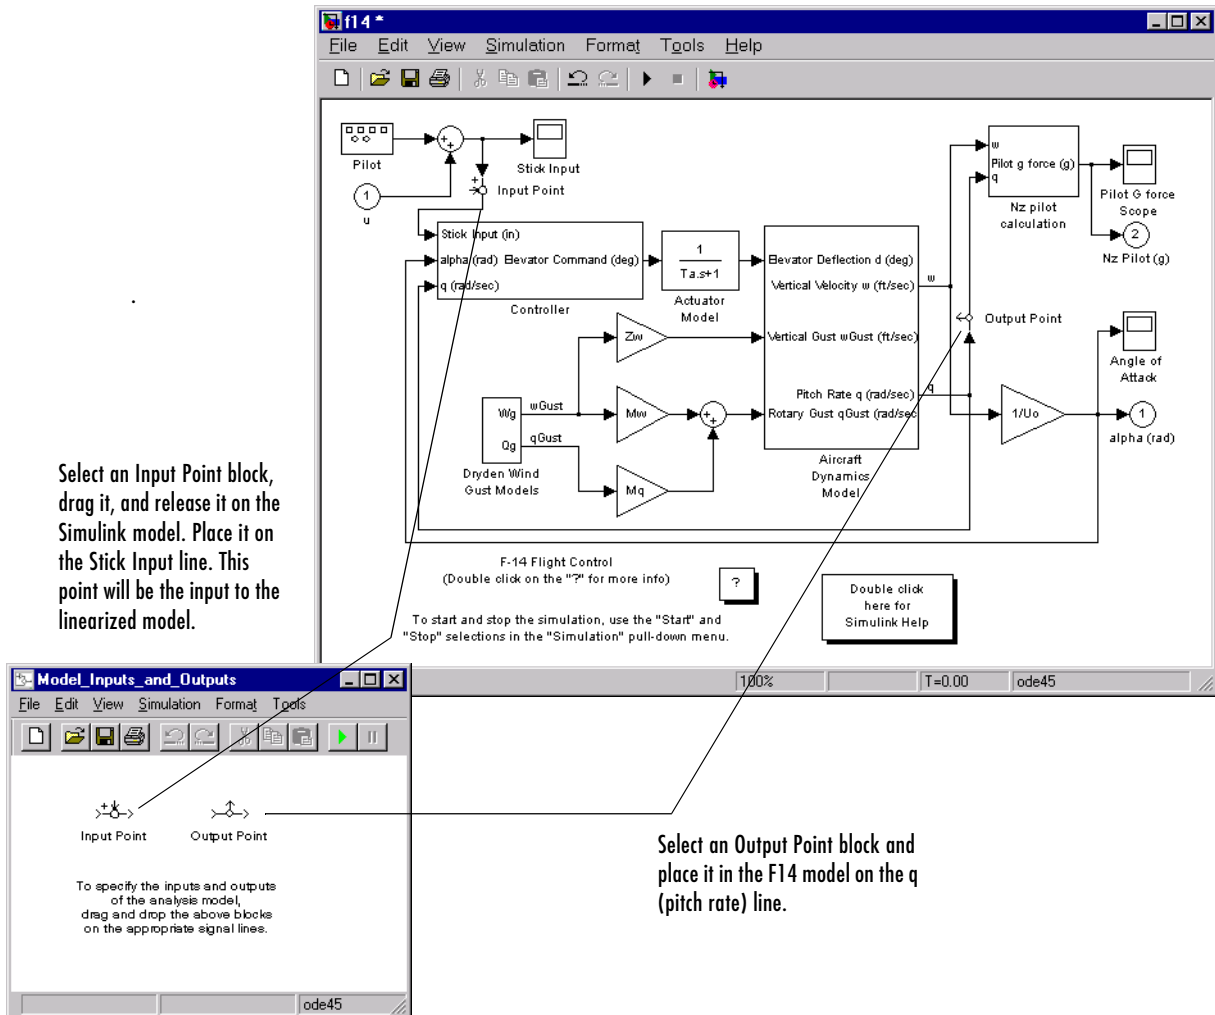 f14 *
File Edit View Simulation Format Tools Help
Pilot
Stick Input
Input Point
1
u
Stick Input (in)
alpha (rad) Elevator Command (deg)
q (rad/sec)
Controller
1
Ta.s+1
Actuator
Model
Elevator Deflection d (deg)
Vertical Velocity w (ft/sec)
Vertical Gust wGust (ft/sec)
Pitch Rate q (rad/sec)
Rotary Gust qGust (rad/sec
Aircraft
Dynamics
Model
w
q
w
Pilot g force (g)
q
Nz pilot
calculation
Pilot G force
Scope
2
Nz Pilot (g)
Output Point
Angle of
Attack
1/Uo
1
alpha (rad)
Zw
Mw
Mq
Wg
Qg
wGust
qGust
Dryden Wind
Gust Models
F-14 Flight Control
(Double click on the "?" for more info)
?
Double click
here for
Simulink Help
To start and stop the simulation, use the "Start" and
"Stop" selections in the "Simulation" pull-down menu.
100% T=0.00 ode45
Select an Input Point block,
drag it, and release it on the
Simulink model. Place it on
the Stick Input line. This
point will be the input to the
linearized model.
Model_Inputs_and_Outputs
File Edit View Simulation Format Tools
Input Point
Output Point
To specify the inputs and outputs
of the analysis model,
drag and drop the above blocks
on the appropriate signal lines.
ode45
Select an Output Point block and
place it in the F14 model on the q
(pitch rate) line.